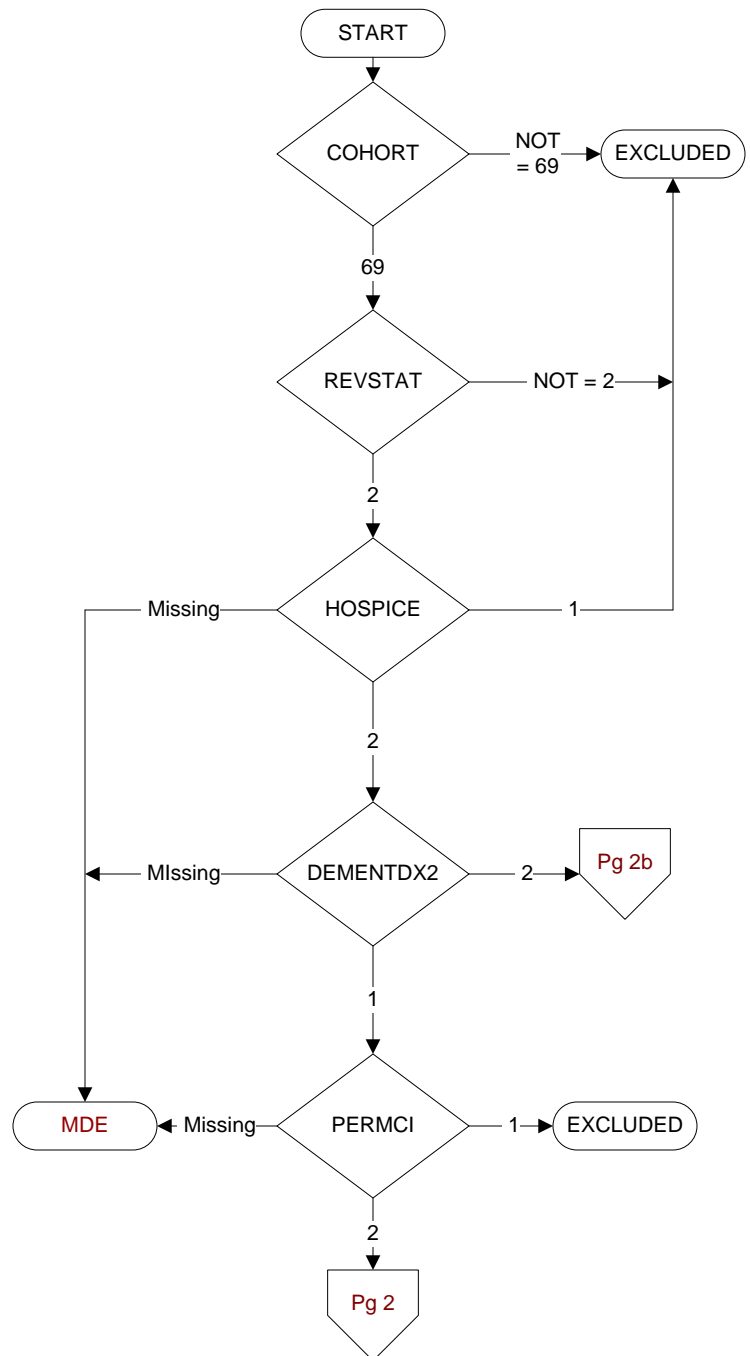 START
COHORT
NOT
= 69
EXCLUDED
69
REVSTAT
NOT = 2
2
Missing
HOSPICE
1
2
MIssing
DEMENTDX2
2
Pg 2b
1
MDE
Missing
PERMCI
1
EXCLUDED
2
Pg 2